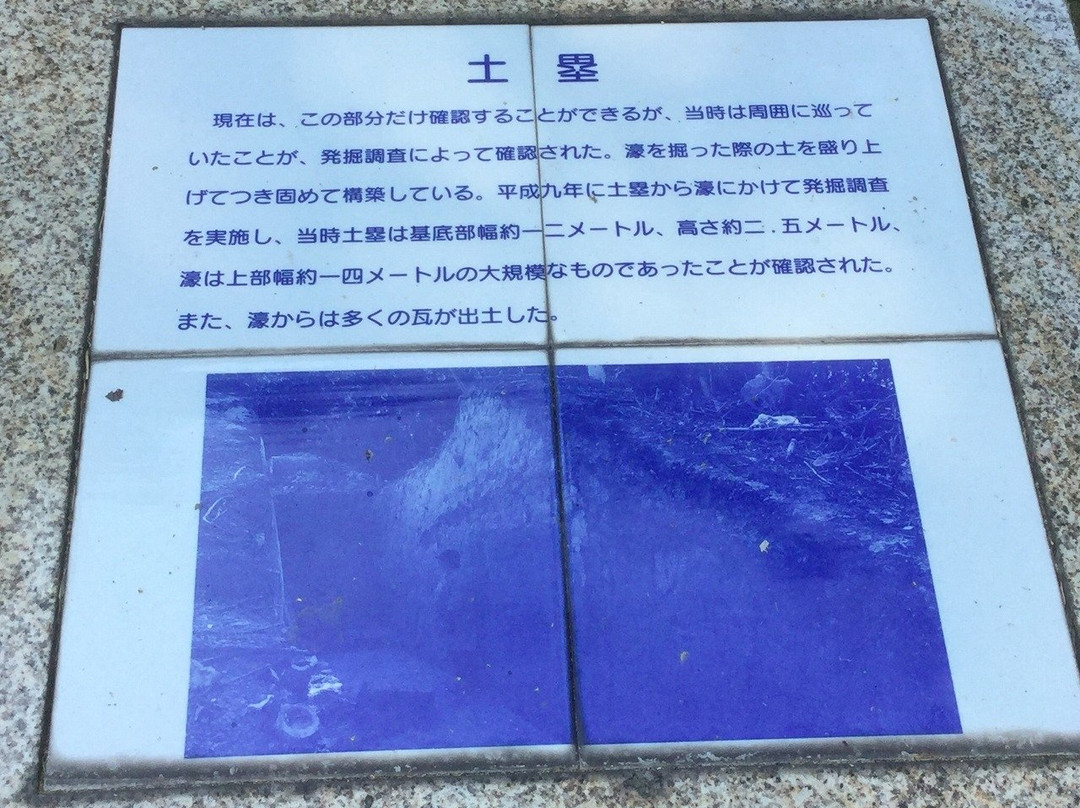 土塁
現在は、この部分だけ確認することができるが、当時は周囲に巡って
いたことが、発掘調査によって確認された。濠を掘った際の土を盛り上
げてつき固めて構築している。平成九年に土塁から濠にかけて発掘調査
を実施し、当時土塁は基底部幅約一二メートル、高さ約二.五メートル、
濠は上部幅約一四メートルの大規模なものであったことが確認された。
また、濠からは多くの瓦が出土した。